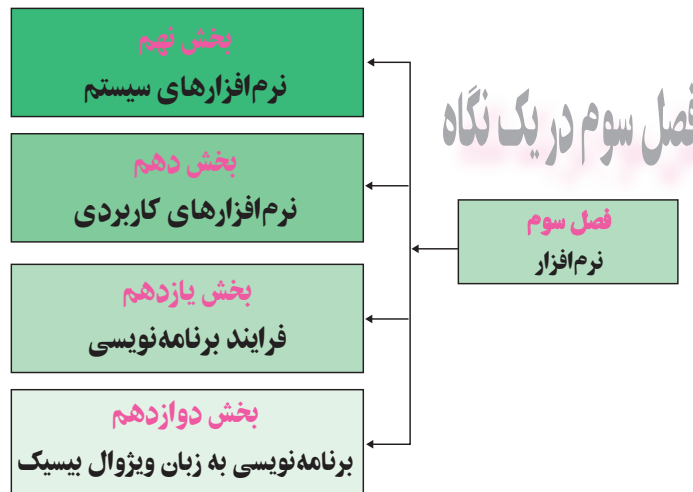 فصل سوم در یک نگاه
فصل سوم
نرم‌افزار
بخش نهم
نرم‌افزارهای سیستم
بخش دهم
نرم‌افزارهای کاربردی
بخش یازدهم
فرایند برنامه‌نویسی
بخش دوازدهم
برنامه‌نویسی به زبان ویژوال بیسیک